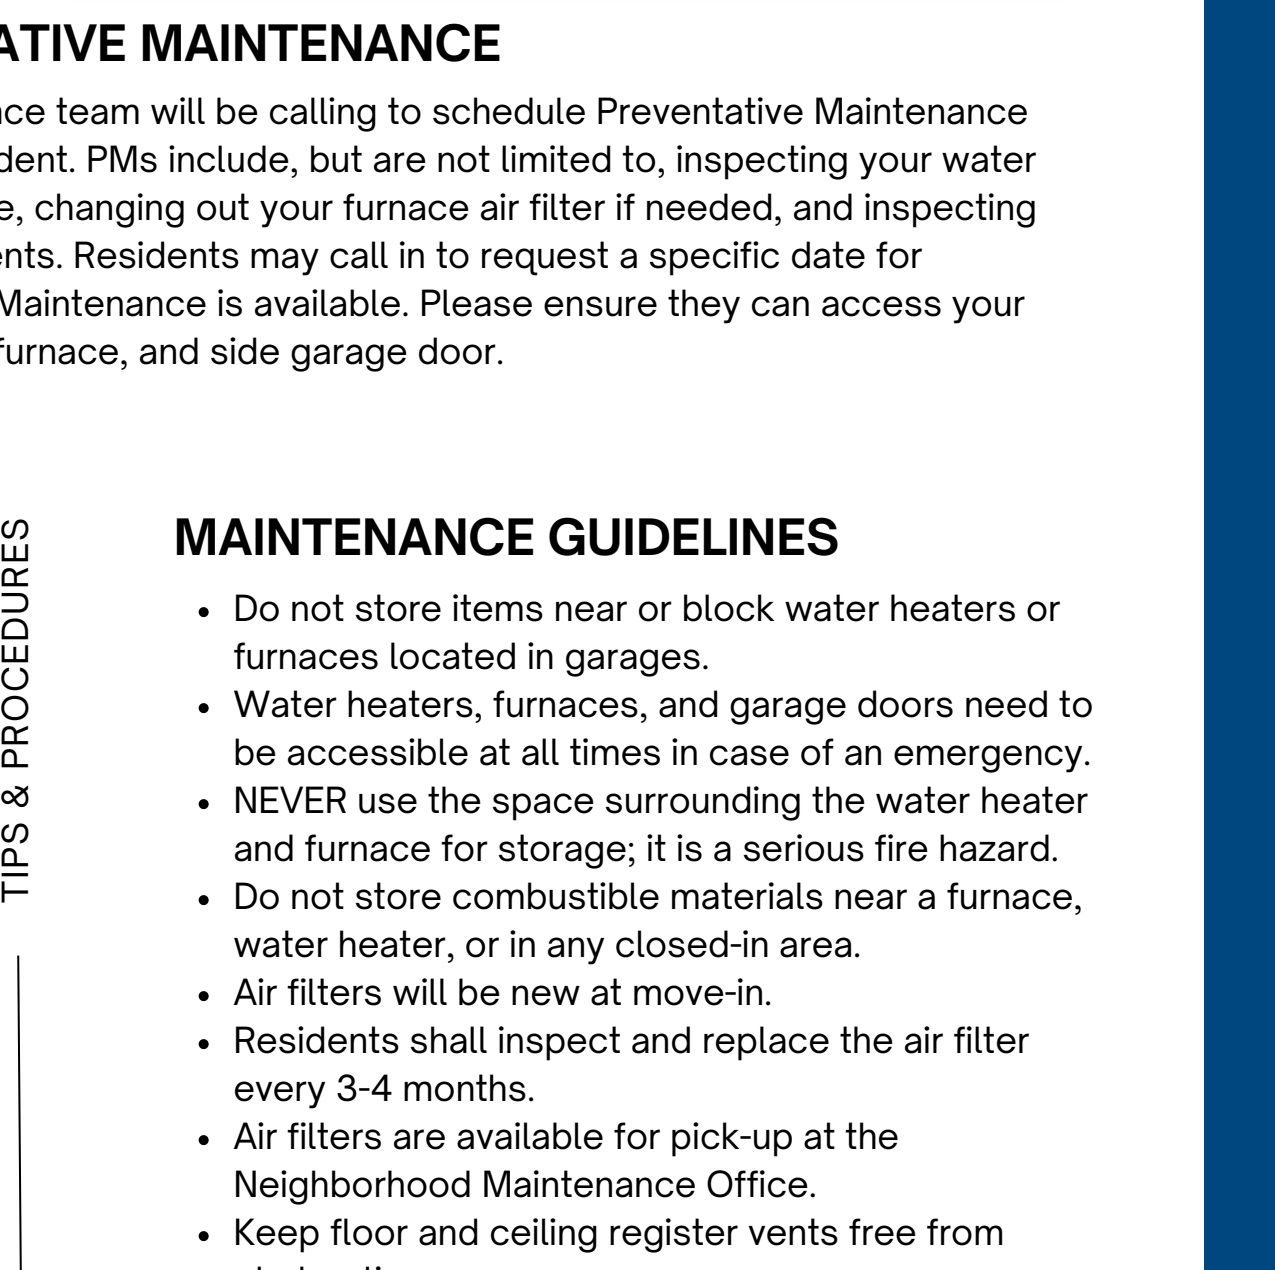 MAINTENANCE
team will be calling to schedule Preventative Maintenance
PMs include, but are not limited to, inspecting your water
changing out your furnace air filter if needed, and inspecting
Residents may call in to request a specific date for
Maintenance is available. Please ensure they can access your
furnace, and side garage door.
TIPS & PROCEDURES
MAINTENANCE GUIDELINES
• Do not store items near or block water heaters or
furnaces located in garages.
• Water heaters, furnaces, and garage doors need to
be accessible at all times in case of an emergency.
• NEVER use the space surrounding the water heater
and furnace for storage; it is a serious fire hazard.
• Do not store combustible materials near a furnace,
water heater, or in any closed-in area.
• Air filters will be new at move-in.
• Residents shall inspect and replace the air filter
every 3-4 months.
• Air filters are available for pick-up at the
Neighborhood Maintenance Office.
• Keep floor and ceiling register vents free from